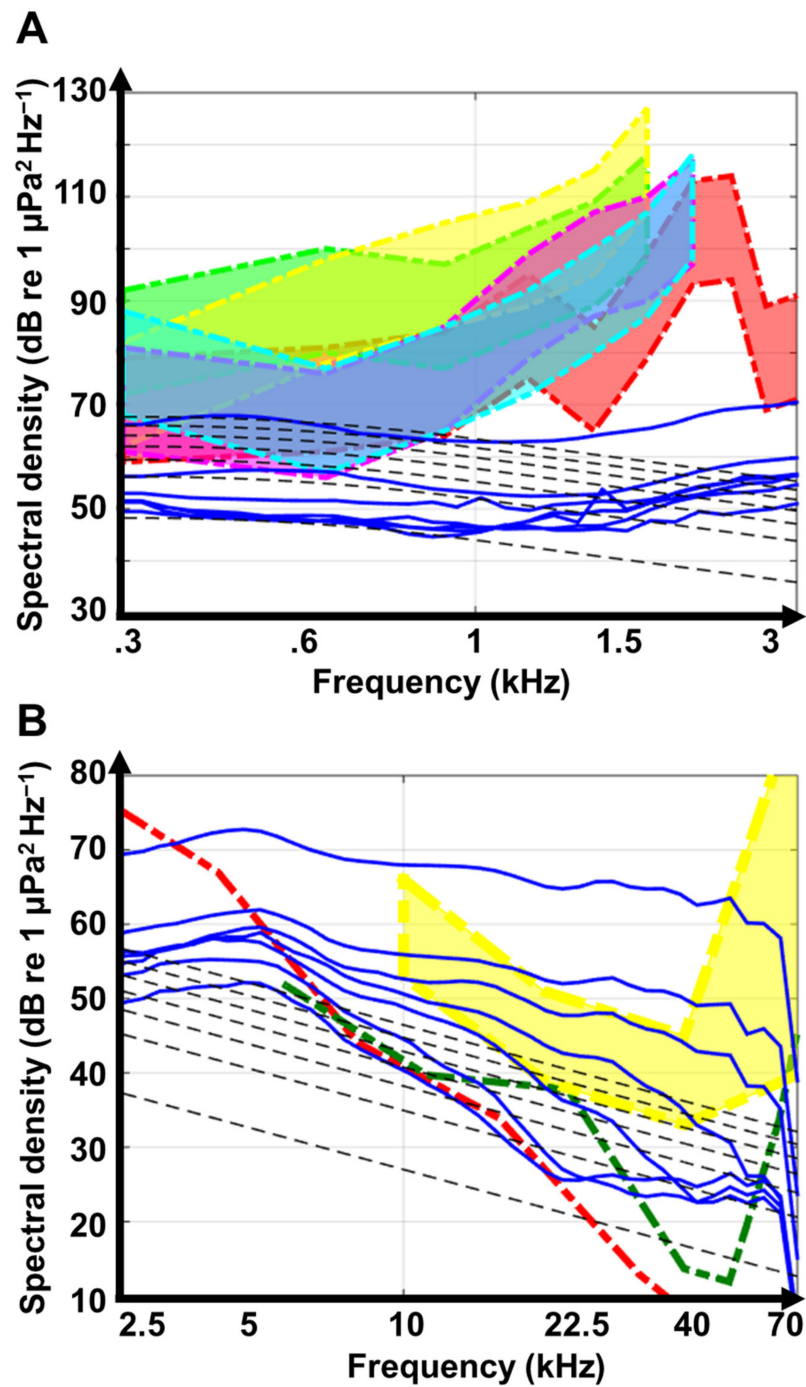 A
Spectral density (dB re 1 µPa² Hz⁻¹)
130
110
90
70
50
30
.3 .6 1 1.5 3
Frequency (kHz)
B
Spectral density (dB re 1 µPa² Hz⁻¹)
80
70
60
50
40
30
20
10
2.5 5 10 22.5 40 70
Frequency (kHz)